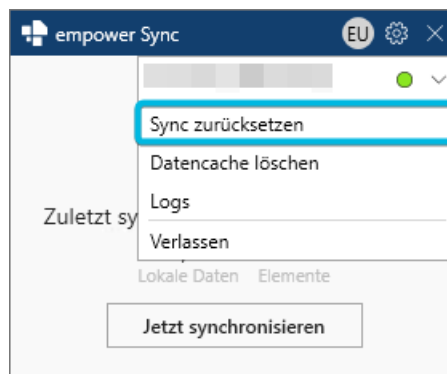 empower Sync EU
Sync zurücksetzen
Datencache löschen
Logs
Zuletzt sy
Verlassen
Lokale Daten Elemente
Jetzt synchronisieren